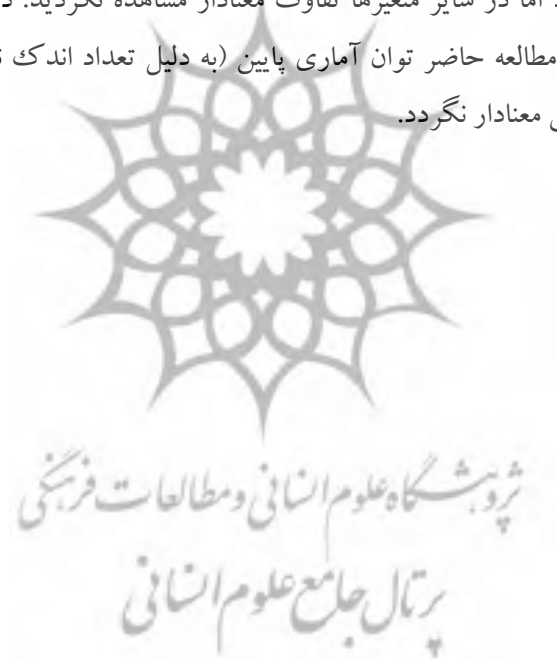 اما در سایر متغیرها تفاوت معنادار مشاهده نگردید.
مطالعه حاضر توان آماری پایین (به دلیل تعداد اندک
معنادار نگردد.
پژوهشگاه علوم انسانی و مطالعات فرهنگی
پرتال جامع علوم انسانی